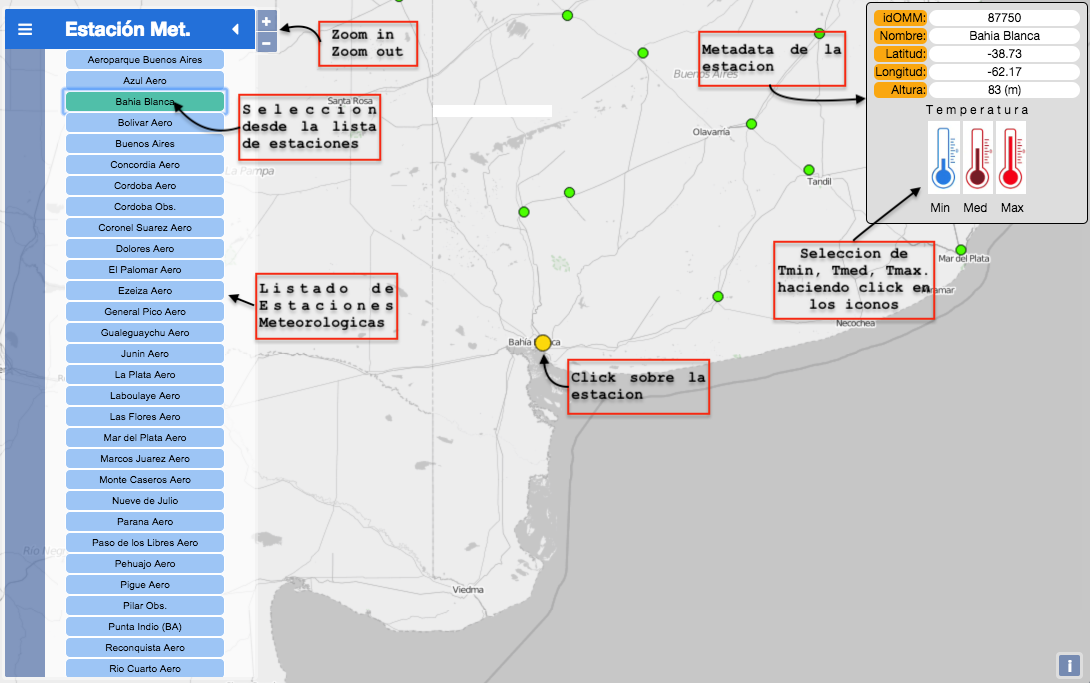 Estación Met.
Aeroparque Buenos Aires
Azul Aero
Bahia Blanca
Bolivar Aero
Buenos Aires
Concordia Aero
Cordoba Aero
Cordoba Obs.
Coronel Suarez Aero
Dolores Aero
El Palomar Aero
Ezeiza Aero
General Pico Aero
Gualeguaychu Aero
Junin Aero
La Plata Aero
Laboulaye Aero
Las Flores Aero
Mar del Plata Aero
Marcos Juarez Aero
Monte Caseros Aero
Nueve de Julio
Parana Aero
Paso de los Libres Aero
Pehuajo Aero
Pigue Aero
Pilar Obs.
Punta Indio (BA)
Reconquista Aero
Rio Cuarto Aero
+
−
Zoom in
Zoom out
Santa Rosa
Seleccion
desde la lista
de estaciones
La Pampa
Listado de
Estaciones
Meteorologicas
Metadata de la
estacion
Buenos Aires
Olavarría
Tandil
Mar del Plata
Necochea
Seleccion de
Tmin, Tmed, Tmax.
haciendo click en
los iconos
Click sobre la
estacion
Viedma
idOMM: 87750
Nombre: Bahia Blanca
Latitud: -38.73
Longitud: -62.17
Altura: 83 (m)
Temperatura
Min Med Max
i